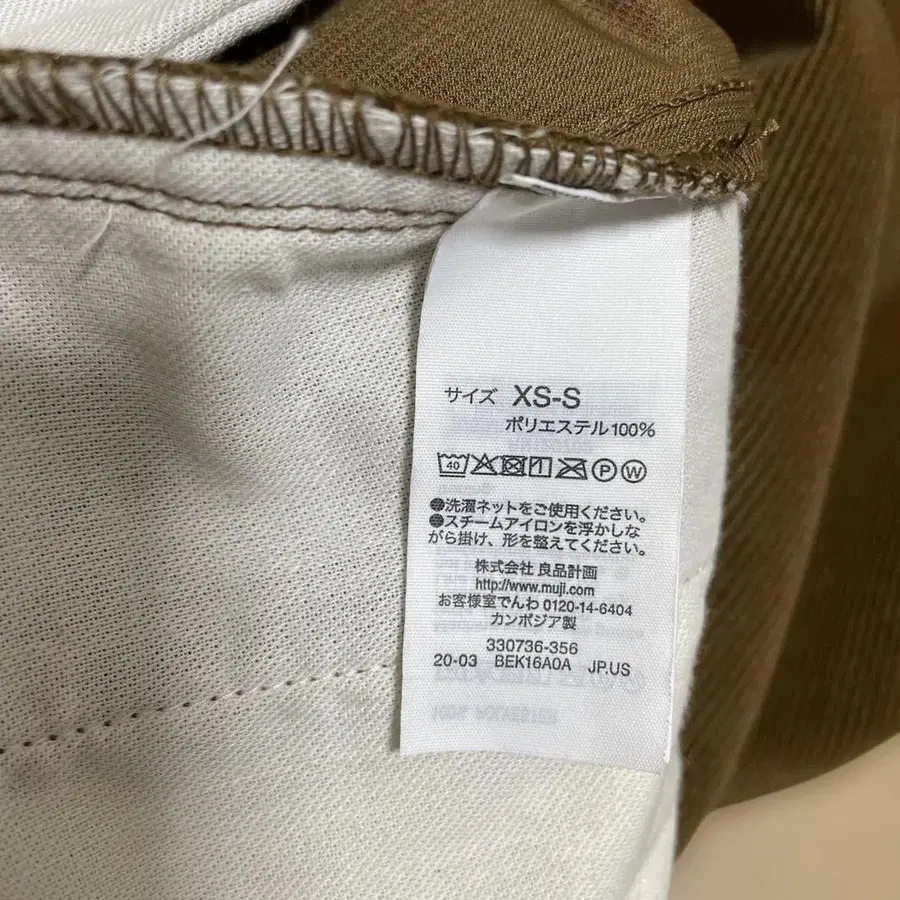 サイズ XS-S
ポリエステル100%
40 1 P W
●洗濯ネットをご使用ください。
●スチームアイロンを浮かしな
がら掛け、形を整えてください。
株式会社 良品計画
http://www.muji.com
お客様室でんわ 0120-14-6404
カンボジア製
330736-356
20-03 BEK16A0A JP.US